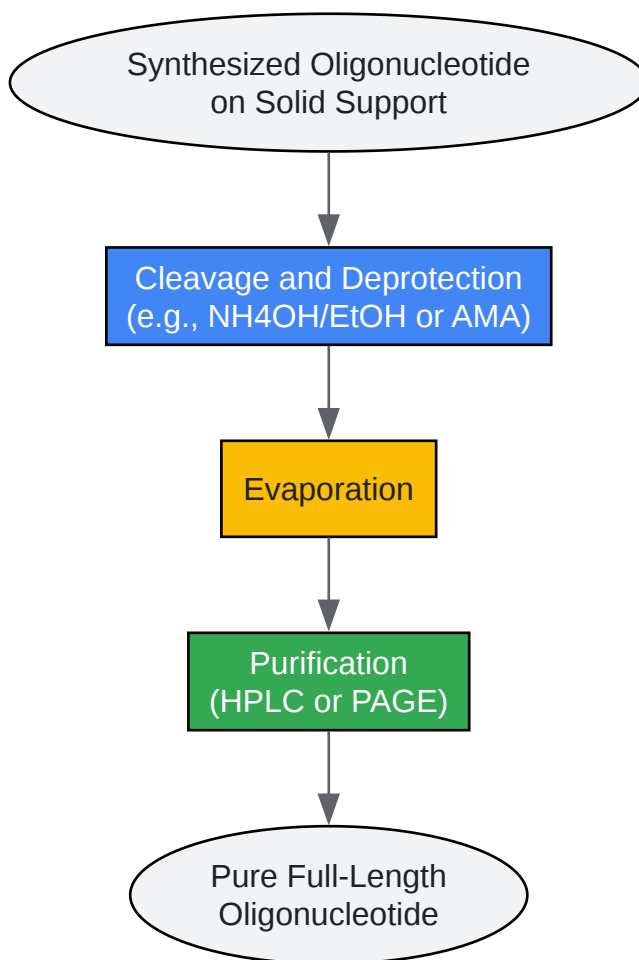 Synthesized Oligonucleotide
on Solid Support
Cleavage and Deprotection
(e.g., NH4OH/EtOH or AMA)
Evaporation
Purification
(HPLC or PAGE)
Pure Full-Length
Oligonucleotide